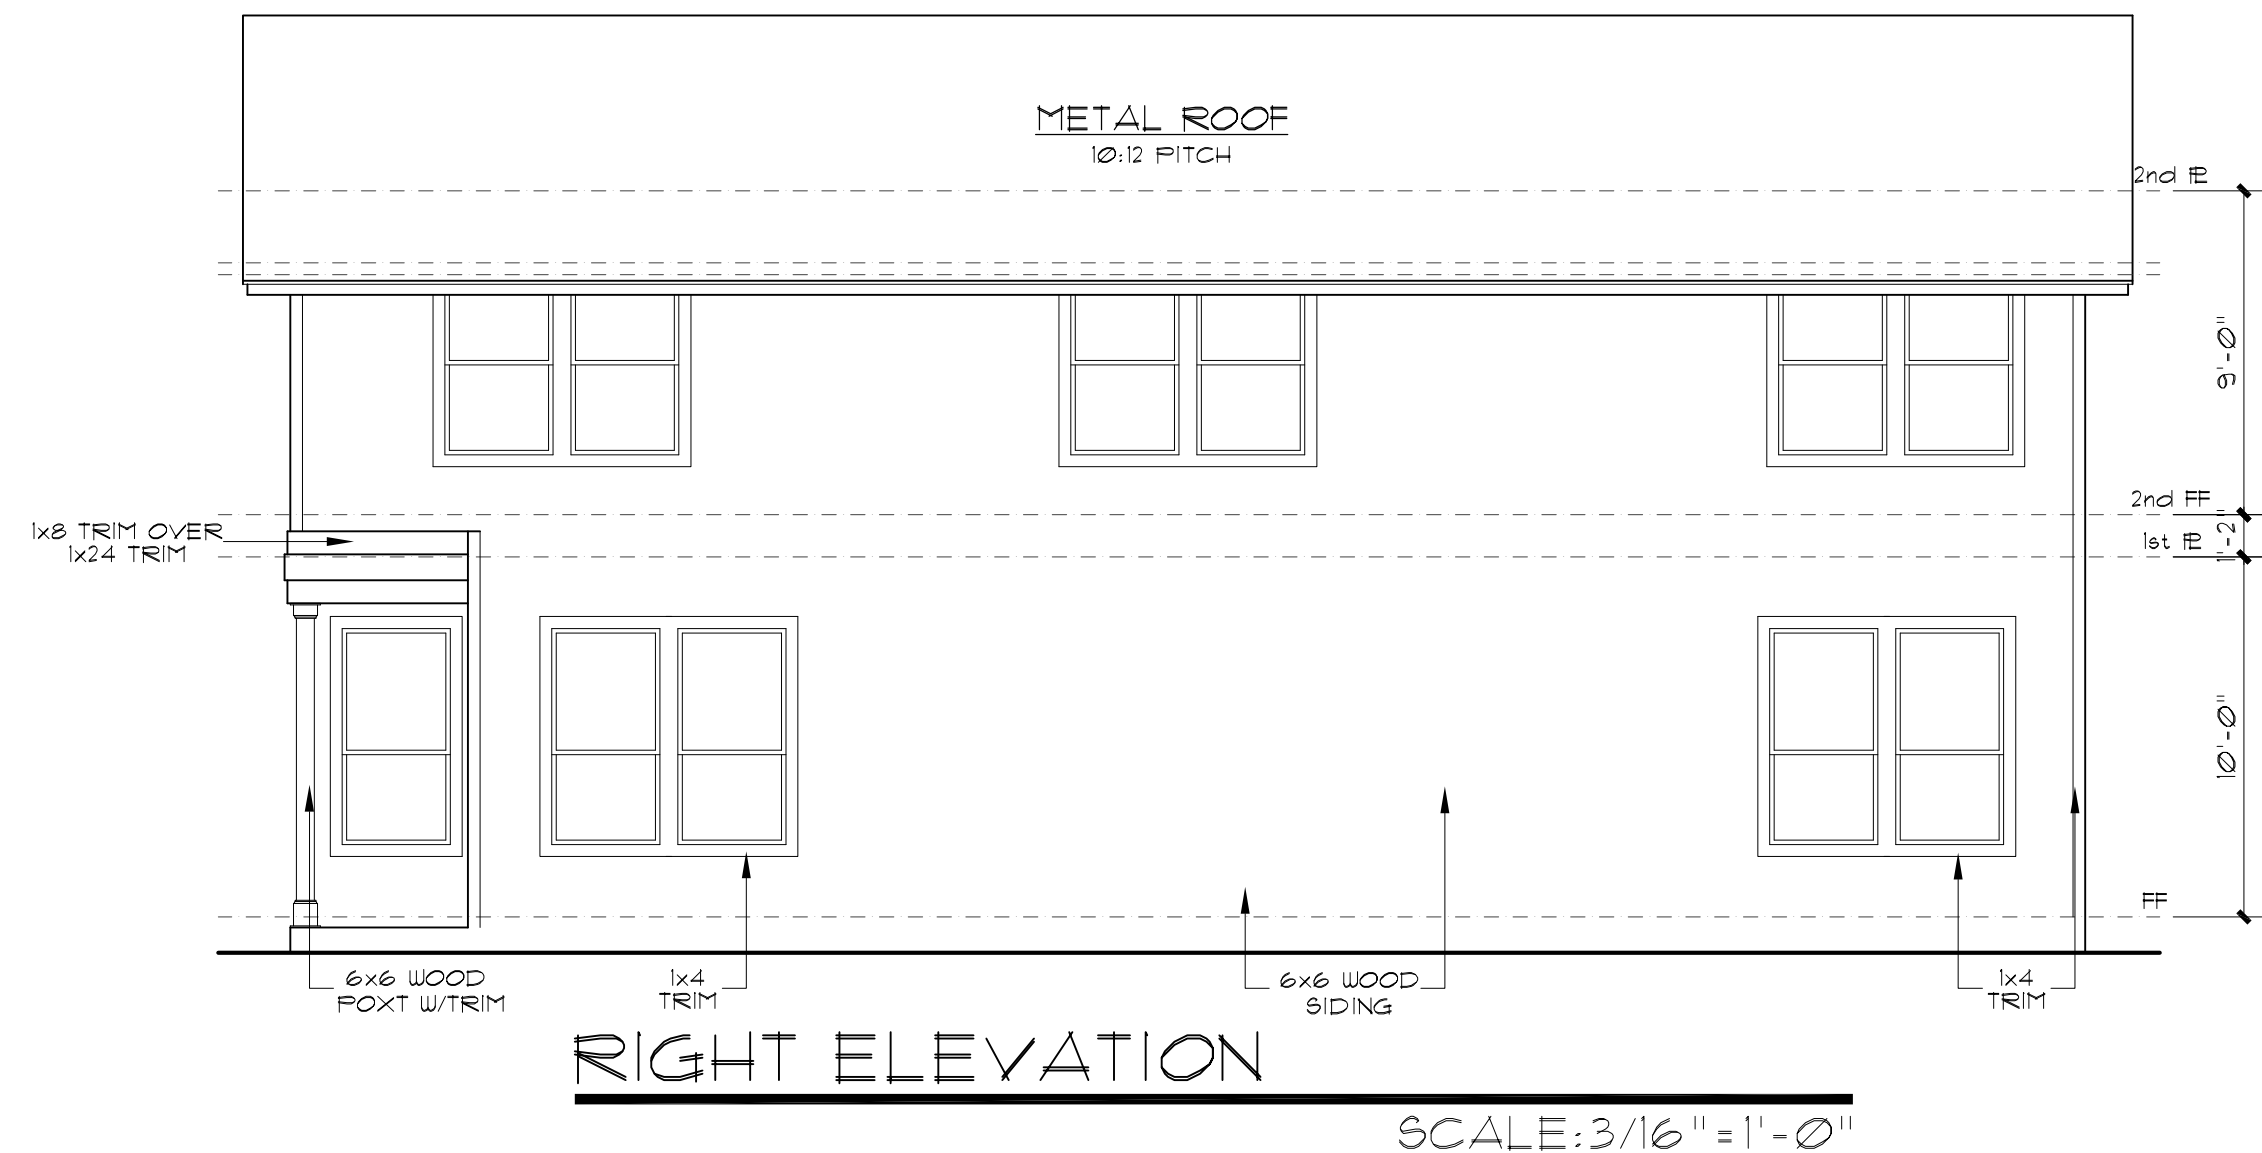 METAL ROOF
10:12 PITCH
2nd PL
9'-0"
2nd FF
1'-2"
1st PL
1x8 TRIM OVER
1x24 TRIM
10'-0"
FF
6x6 WOOD
POXT W/TRIM
1x4
TRIM
6x6 WOOD
SIDING
1x4
TRIM
RIGHT ELEVATION
SCALE:3/16"=1'-0"